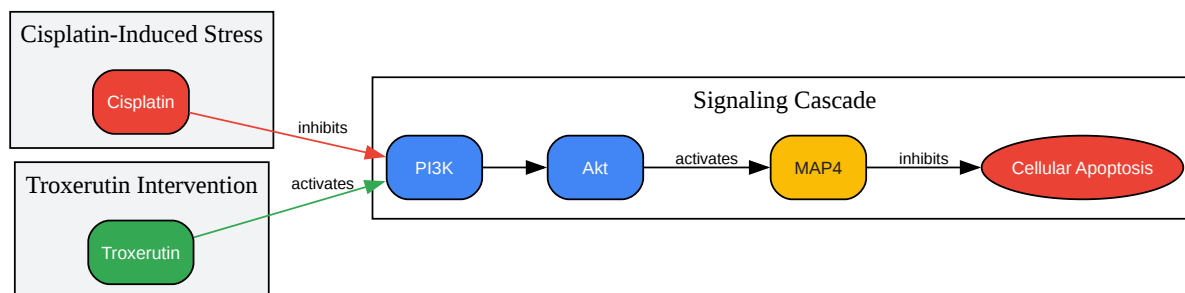 Cisplatin-Induced Stress
Cisplatin
inhibits
Troxerutin Intervention
activates
Troxerutin
Signaling Cascade
PI3K
Akt
activates
MAP4
inhibits
Cellular Apoptosis